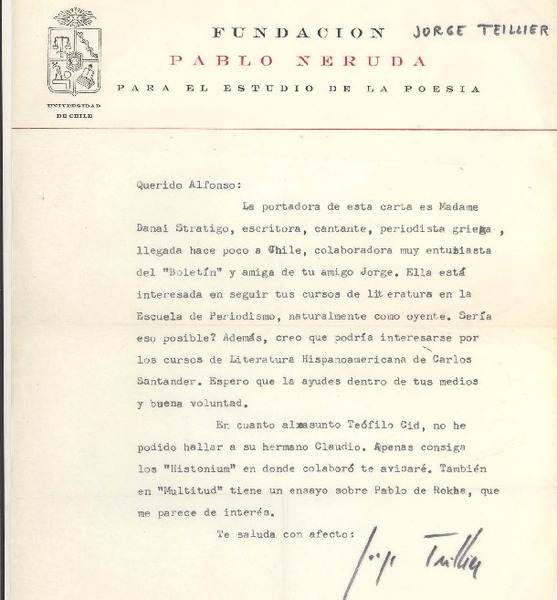 FUNDACION JORGE TEILLIER
PABLO NERUDA
PARA EL ESTUDIO DE LA POESIA
UNIVERSIDAD
DE CHILE
Querido Alfonso:
La portadora de esta carta es Madame
Danai Stratigo, escritora, cantante, periodista griega ,
llegada hace poco a Chile, colaboradora muy entusiasta
del "Boletín" y amiga de tu amigo Jorge. Ella está
interesada en seguir tus cursos de literatura en la
Escuela de Periodismo, naturalmente como oyente. Sería
eso posible? Además, creo que podría interesarse por
los cursos de Literatura Hispanoamericana de Carlos
Santander. Espero que la ayudes dentro de tus medios
y buena voluntad.
En cuanto alxasunto Teófilo Cid, no he
podido hallar a su hermano Claudio. Apenas consiga
los "Histonium" en donde colaboró te avisaré. También
en "Multitud" tiene un ensayo sobre Pablo de Rokha, que
me parece de interés.
Te saluda con afecto:
Jorge Teillier